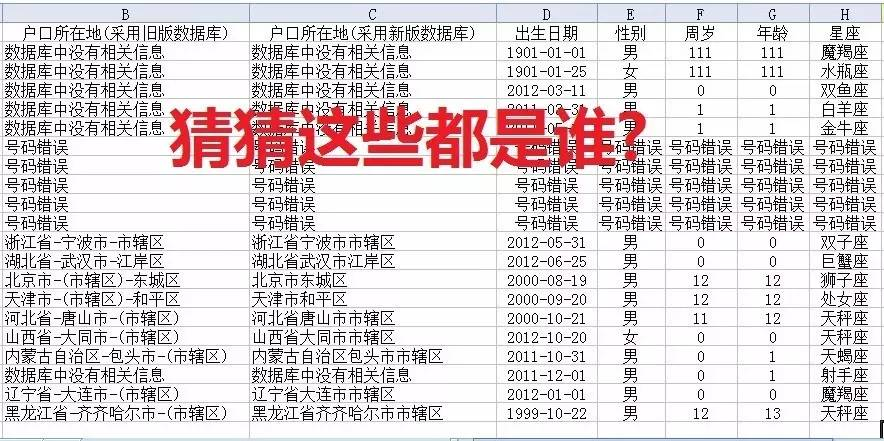 B C D E F G H
户口所在地(采用旧版数据库) 户口所在地(采用新版数据库) 出生日期 性别 周岁 年龄 星座
数据库中没有相关信息 数据库中没有相关信息 1901-01-01 男 111 111 魔羯座
数据库中没有相关信息 数据库中没有相关信息 1901-01-25 女 111 111 水瓶座
数据库中没有相关信息 数据库中没有相关信息 2012-03-11 男 0 0 双鱼座
数据库中没有相关信息 数据库中没有相关信息 男 1 1 白羊座
数据库中没有相关信息 数据库中没有相关信息 男 1 1 金牛座
猜猜这些都是谁?
号码错误 号码错误 号码错误 号码错误 号码错误 号码错误 号码错误
号码错误 号码错误 号码错误 号码错误 号码错误 号码错误 号码错误
号码错误 号码错误 号码错误 号码错误 号码错误 号码错误 号码错误
号码错误 号码错误 号码错误 号码错误 号码错误 号码错误 号码错误
号码错误 号码错误 号码错误 号码错误 号码错误 号码错误 号码错误
浙江省-宁波市-市辖区 浙江省宁波市市辖区 2012-05-31 男 0 0 双子座
湖北省-武汉市-江岸区 湖北省武汉市江岸区 2012-06-25 男 0 0 巨蟹座
北京市-(市辖区)-东城区 北京市东城区 2000-08-19 男 12 12 狮子座
天津市-(市辖区)-和平区 天津市和平区 2000-09-20 男 12 12 处女座
河北省-唐山市-(市辖区) 河北省唐山市市辖区 2000-10-21 男 11 12 天秤座
山西省-大同市-(市辖区) 山西省大同市市辖区 2012-10-20 女 0 0 天秤座
内蒙古自治区-包头市-(市辖区) 内蒙古自治区包头市市辖区 2011-10-31 男 0 1 天蝎座
数据库中没有相关信息 数据库中没有相关信息 2011-12-01 男 0 1 射手座
辽宁省-大连市-(市辖区) 辽宁省大连市市辖区 2012-01-01 男 0 0 魔羯座
黑龙江省-齐齐哈尔市-(市辖区) 黑龙江省齐齐哈尔市市辖区 1999-10-22 男 12 13 天秤座